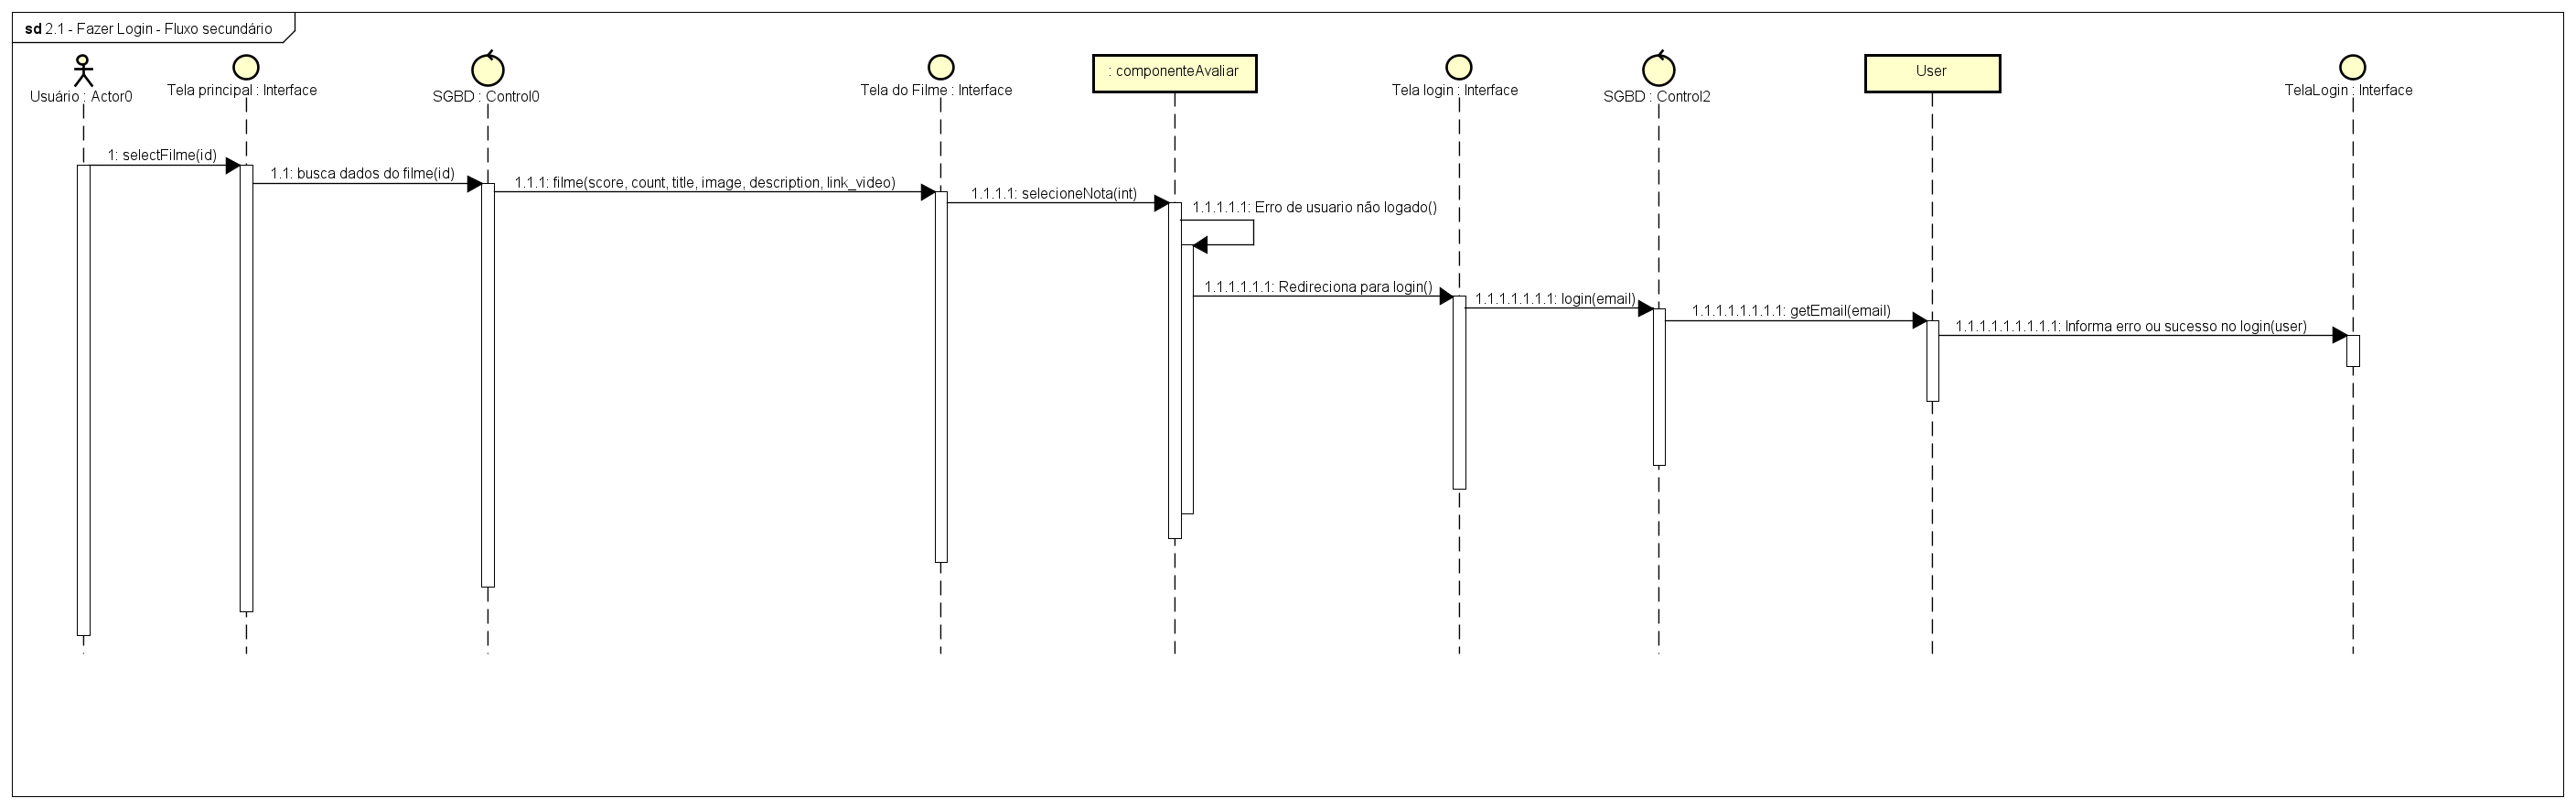 sd 2.1 - Fazer Login - Fluxo secundário
Usuário : Actor0
Tela principal : Interface
SGBD : Control0
Tela do Filme : Interface
: componenteAvaliar
Tela login : Interface
SGBD : Control2
User
TelaLogin : Interface
1: selectFilme(id)
1.1: busca dados do filme(id)
1.1.1: filme(score, count, title, image, description, link_video)
1.1.1.1: selecioneNota(int)
1.1.1.1.1: Erro de usuario não logado()
1.1.1.1.1.1: Redireciona para login()
1.1.1.1.1.1.1: login(email)
1.1.1.1.1.1.1.1: getEmail(email)
1.1.1.1.1.1.1.1.1: Informa erro ou sucesso no login(user)